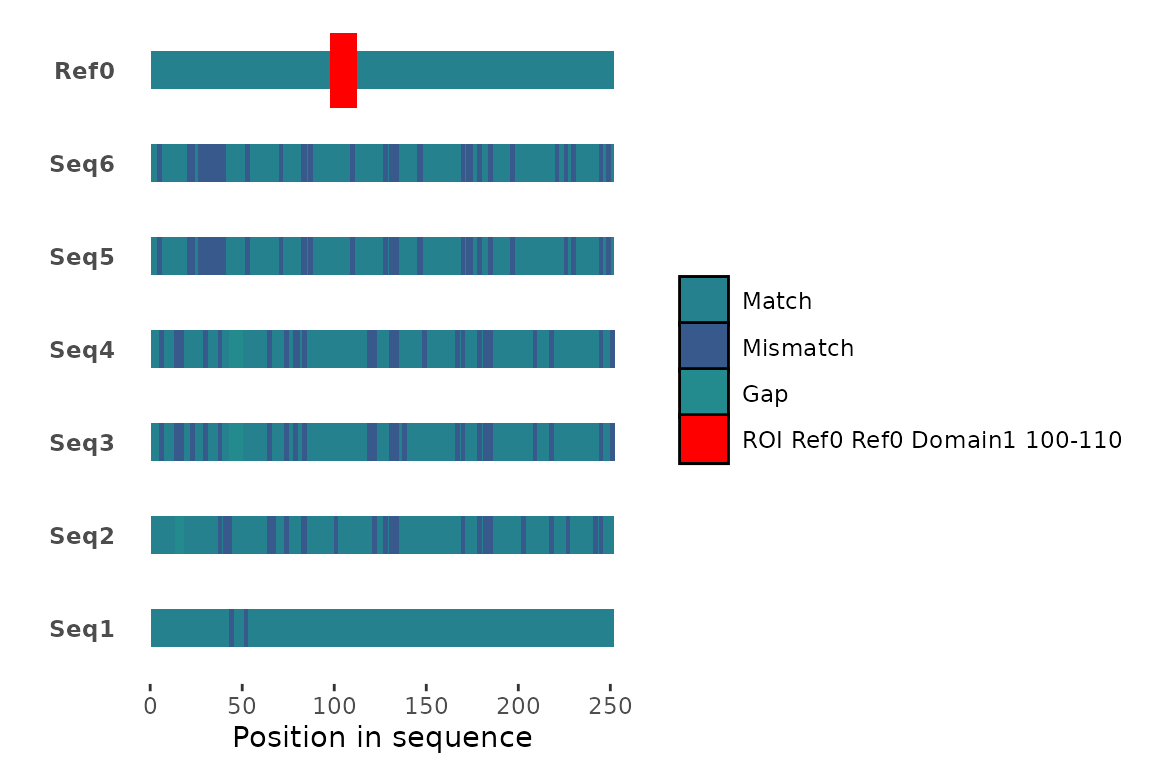 Ref0
Seq6
Seq5
Seq4
Seq3
Seq2
Seq1
0 50 100 150 200 250
Position in sequence
Match
Mismatch
Gap
ROI Ref0 Ref0 Domain1 100-110